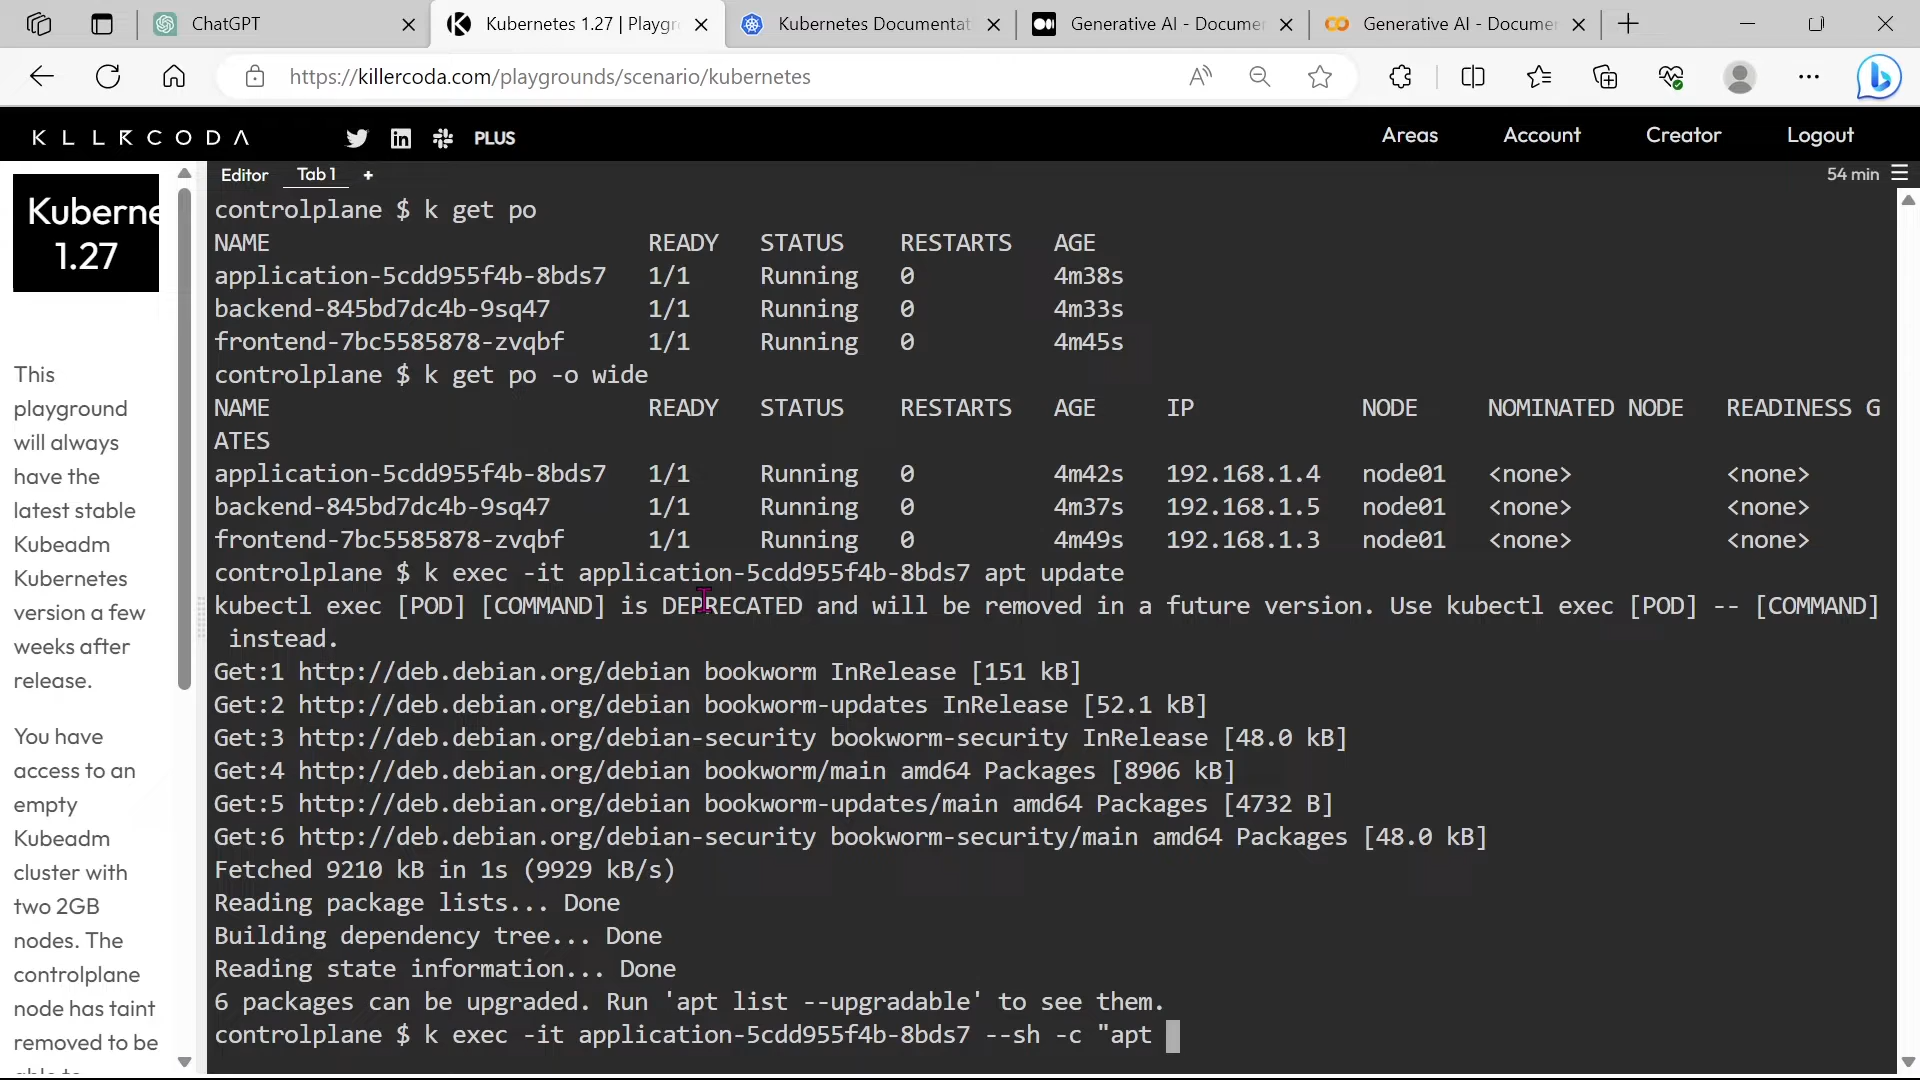 ChatGPT
Kubernetes 1.27 | Playgr
Kubernetes Documentat
Generative AI - Documen
Generative AI - Documen
https://killercoda.com/playgrounds/scenario/kubernetes
KLLRCODA
PLUS
Areas
Account
Creator
Logout
Kuberne
1.27
This
playground
will always
have the
latest stable
Kubeadm
Kubernetes
version a few
weeks after
release.
You have
access to an
empty
Kubeadm
cluster with
two 2GB
nodes. The
controlplane
node has taint
removed to be
Editor Tab 1 +
54 min
controlplane $ k get po
NAME READY STATUS RESTARTS AGE
application-5cdd955f4b-8bds7 1/1 Running 0 4m38s
backend-845bd7dc4b-9sq47 1/1 Running 0 4m33s
frontend-7bc5585878-zvqbf 1/1 Running 0 4m45s
controlplane $ k get po -o wide
NAME READY STATUS RESTARTS AGE IP NODE NOMINATED NODE READINESS G
ATES
application-5cdd955f4b-8bds7 1/1 Running 0 4m42s 192.168.1.4 node01 <none> <none>
backend-845bd7dc4b-9sq47 1/1 Running 0 4m37s 192.168.1.5 node01 <none> <none>
frontend-7bc5585878-zvqbf 1/1 Running 0 4m49s 192.168.1.3 node01 <none> <none>
controlplane $ k exec -it application-5cdd955f4b-8bds7 apt update
kubectl exec [POD] [COMMAND] is DEPRECATED and will be removed in a future version. Use kubectl exec [POD] -- [COMMAND]
instead.
Get:1 http://deb.debian.org/debian bookworm InRelease [151 kB]
Get:2 http://deb.debian.org/debian bookworm-updates InRelease [52.1 kB]
Get:3 http://deb.debian.org/debian-security bookworm-security InRelease [48.0 kB]
Get:4 http://deb.debian.org/debian bookworm/main amd64 Packages [8906 kB]
Get:5 http://deb.debian.org/debian bookworm-updates/main amd64 Packages [4732 B]
Get:6 http://deb.debian.org/debian-security bookworm-security/main amd64 Packages [48.0 kB]
Fetched 9210 kB in 1s (9929 kB/s)
Reading package lists... Done
Building dependency tree... Done
Reading state information... Done
6 packages can be upgraded. Run 'apt list --upgradable' to see them.
controlplane $ k exec -it application-5cdd955f4b-8bds7 --sh -c "apt